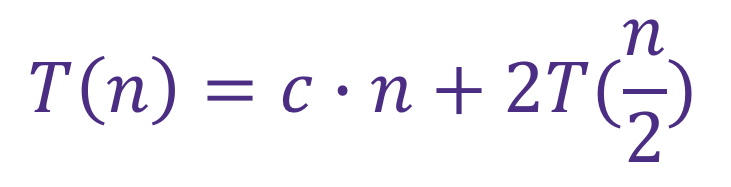 T(n) = c · n + 2T(n/2)